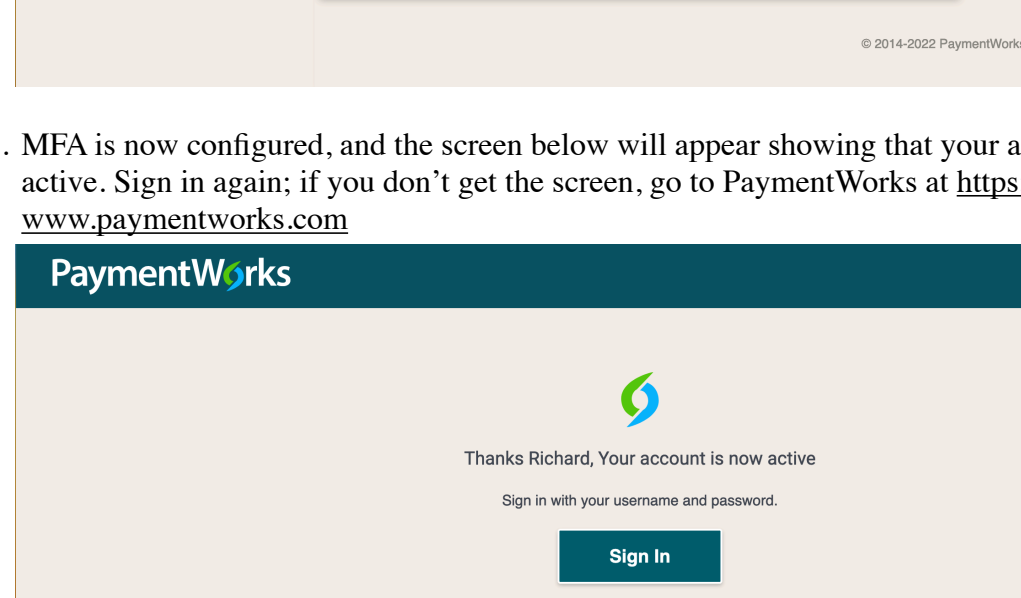 © 2014-2022 PaymentWorks
. MFA is now configured, and the screen below will appear showing that your a
active. Sign in again; if you don’t get the screen, go to PaymentWorks at https
www.paymentworks.com
PaymentWorks
Thanks Richard, Your account is now active
Sign in with your username and password.
Sign In